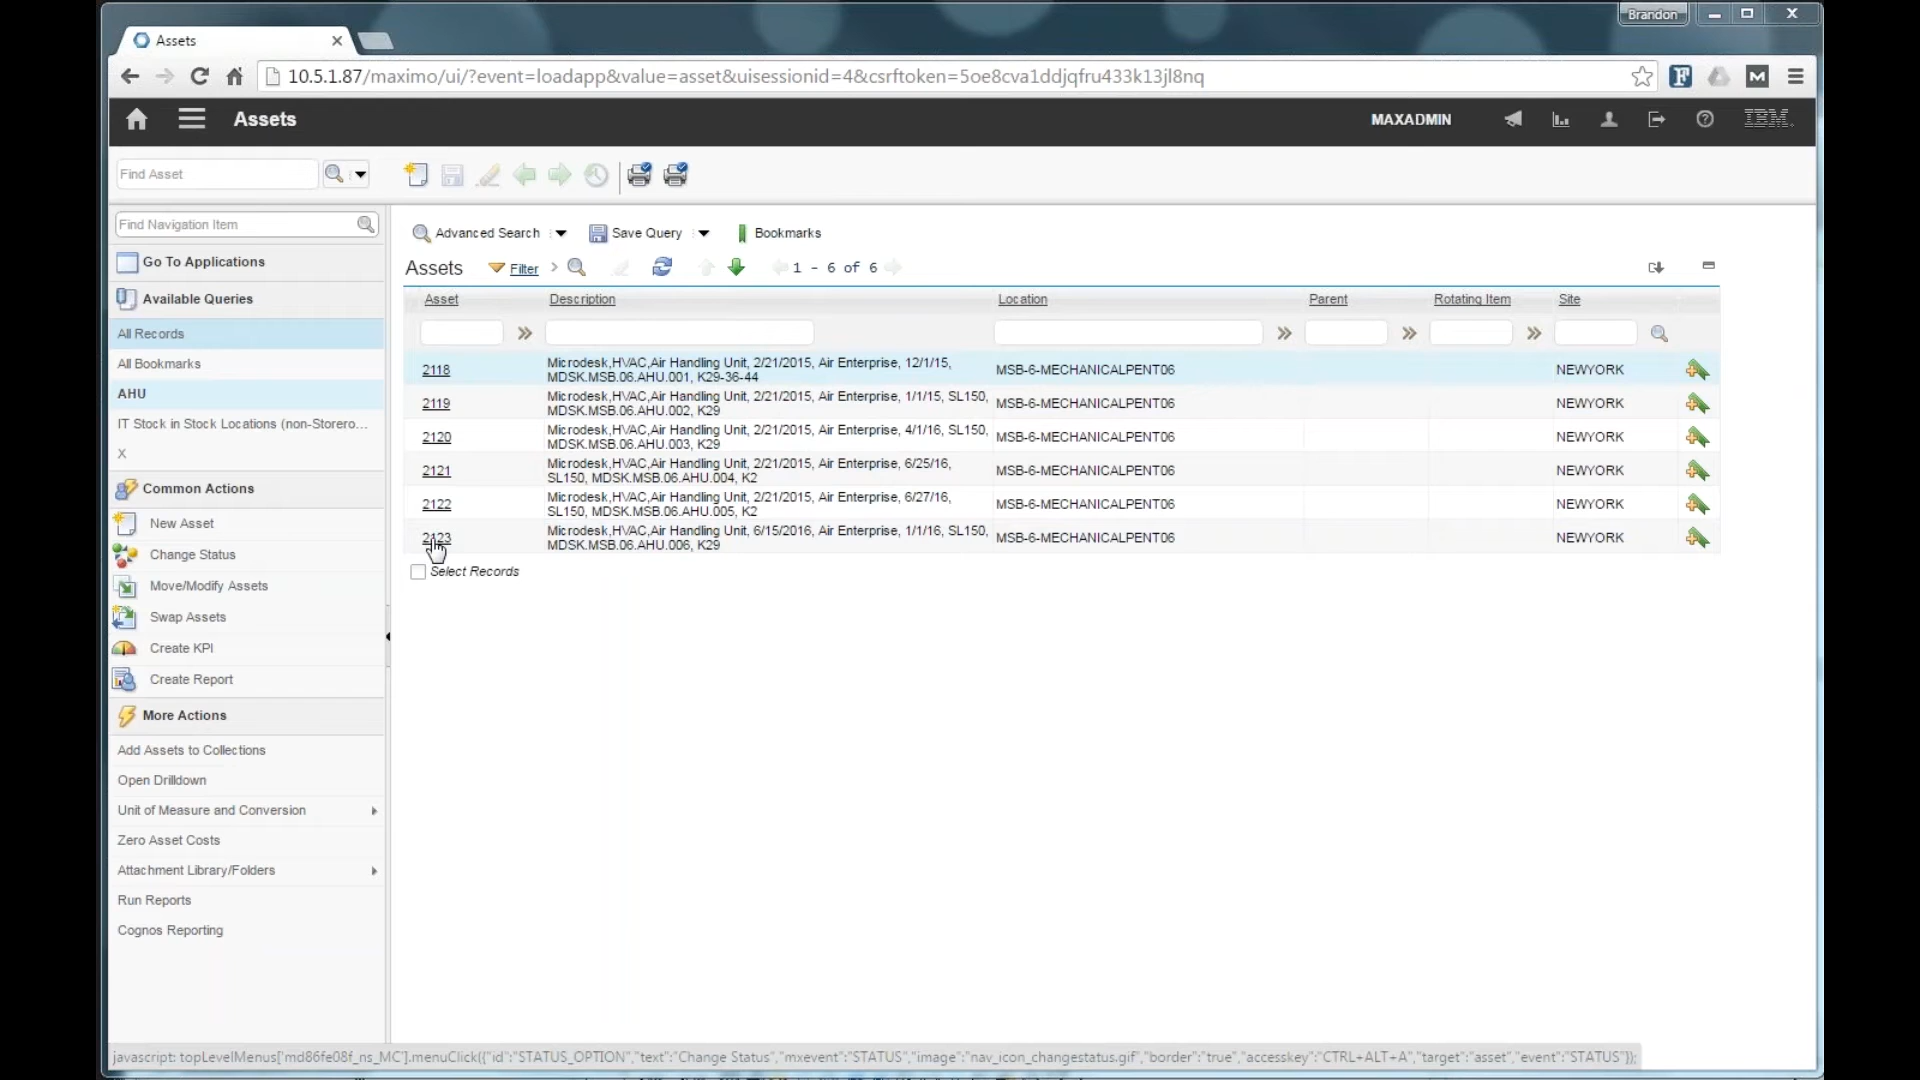 Brandon
Assets
10.5.1.87/maximo/ui/?event=loadapp&value=asset&uisessionid=4&csrftoken=5oe8cva1ddjqfru433k13jl8nq
Assets
MAXADMIN
IBM.
Find Asset
Find Navigation Item
Go To Applications
Available Queries
All Records
All Bookmarks
AHU
IT Stock in Stock Locations (non-Storero...
X
Common Actions
New Asset
Change Status
Move/Modify Assets
Swap Assets
Create KPI
Create Report
More Actions
Add Assets to Collections
Open Drilldown
Unit of Measure and Conversion
Zero Asset Costs
Attachment Library/Folders
Run Reports
Cognos Reporting
Advanced Search Save Query Bookmarks
Assets Filter 1 - 6 of 6
Asset Description Location Parent Rotating Item Site
2118 Microdesk,HVAC,Air Handling Unit, 2/21/2015, Air Enterprise, 12/1/15, MSB-6-MECHANICALPENT06 NEWYORK
MDSK.MSB.06.AHU.001, K29-36-44
2119 Microdesk,HVAC,Air Handling Unit, 2/21/2015, Air Enterprise, 1/1/15, SL150, MSB-6-MECHANICALPENT06 NEWYORK
MDSK.MSB.06.AHU.002, K29
2120 Microdesk,HVAC,Air Handling Unit, 2/21/2015, Air Enterprise, 4/1/16, SL150, MSB-6-MECHANICALPENT06 NEWYORK
MDSK.MSB.06.AHU.003, K29
2121 Microdesk,HVAC,Air Handling Unit, 2/21/2015, Air Enterprise, 6/25/16, MSB-6-MECHANICALPENT06 NEWYORK
SL150, MDSK.MSB.06.AHU.004, K2
2122 Microdesk,HVAC,Air Handling Unit, 2/21/2015, Air Enterprise, 6/27/16, MSB-6-MECHANICALPENT06 NEWYORK
SL150, MDSK.MSB.06.AHU.005, K2
2123 Microdesk,HVAC,Air Handling Unit, 6/15/2016, Air Enterprise, 1/1/16, SL150, MSB-6-MECHANICALPENT06 NEWYORK
MDSK.MSB.06.AHU.006, K29
Select Records
javascript: topLevelMenus['md86fe08f_ns_MC'].menuClick({"id":"STATUS_OPTION","text":"Change Status","mxevent":"STATUS","image":"nav_icon_changestatus.gif","border":"true","accesskey":"CTRL+ALT+A","target":"asset","event":"STATUS"});